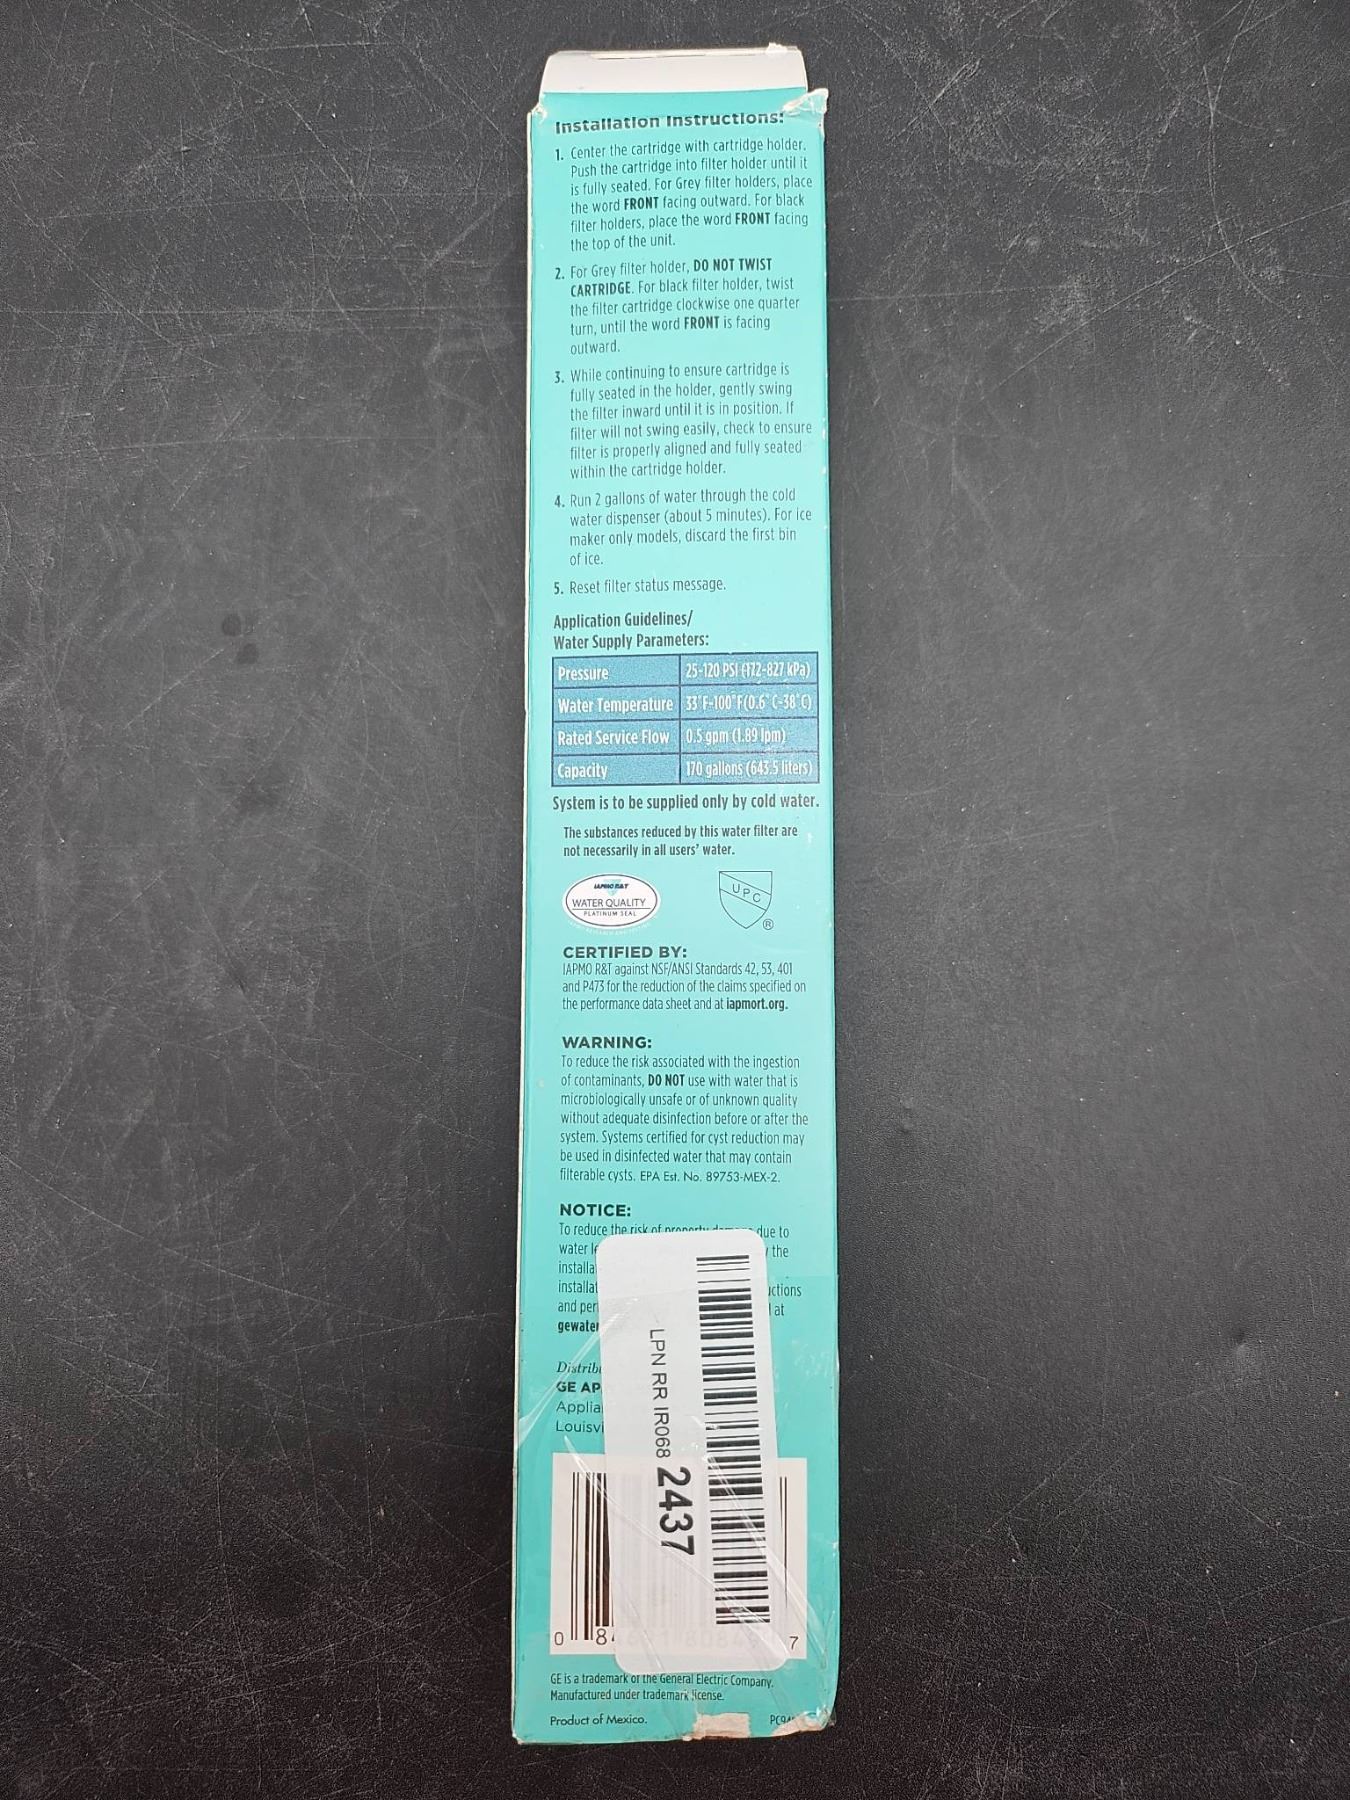 Installation Instructions:
1. Center the cartridge with cartridge holder.
Push the cartridge into filter holder until it
is fully seated. For Grey filter holders, place
the word FRONT facing outward. For black
filter holders, place the word FRONT facing
the top of the unit.
2. For Grey filter holder, DO NOT TWIST
CARTRIDGE. For black filter holder, twist
the filter cartridge clockwise one quarter
turn, until the word FRONT is facing
outward.
3. While continuing to ensure cartridge is
fully seated in the holder, gently swing
the filter inward until it is in position. If
filter will not swing easily, check to ensure
filter is properly aligned and fully seated
within the cartridge holder.
4. Run 2 gallons of water through the cold
water dispenser (about 5 minutes). For ice
maker only models, discard the first bin
of ice.
5. Reset filter status message.
Application Guidelines/
Water Supply Parameters:
Pressure 25-120 PSI (172-827 kPa)
Water Temperature 33°F-100°F(0.6°C-38°C)
Rated Service Flow 0.5 gpm (1.89 lpm)
Capacity 170 gallons (643.5 liters)
System is to be supplied only by cold water.
The substances reduced by this water filter are
not necessarily in all users' water.
IAPMO R&T
WATER QUALITY
PLATINUM SEAL
UPC
®
CERTIFIED BY:
IAPMO R&T against NSF/ANSI Standards 42, 53, 401
and P473 for the reduction of the claims specified on
the performance data sheet and at iapmort.org.
WARNING:
To reduce the risk associated with the ingestion
of contaminants, DO NOT use with water that is
microbiologically unsafe or of unknown quality
without adequate disinfection before or after the
system. Systems certified for cyst reduction may
be used in disinfected water that may contain
filterable cysts. EPA Est. No. 89753-MEX-2.
NOTICE:
To reduce the risk of property damage due to
water the
and at
GE
LPN RR IR068 2437
0 7
GE is a trademark of the General Electric Company.
Manufactured under trademark license.
Product of Mexico.